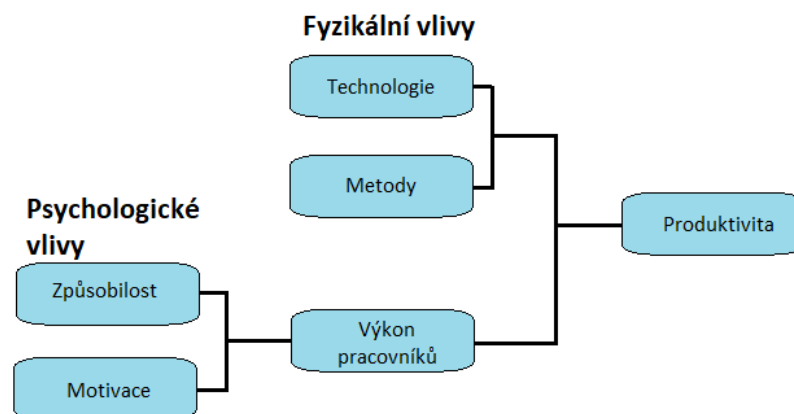 Fyzikální vlivy
Technologie
Metody
Psychologické
vlivy
Produktivita
Způsobilost
Výkon
pracovníků
Motivace